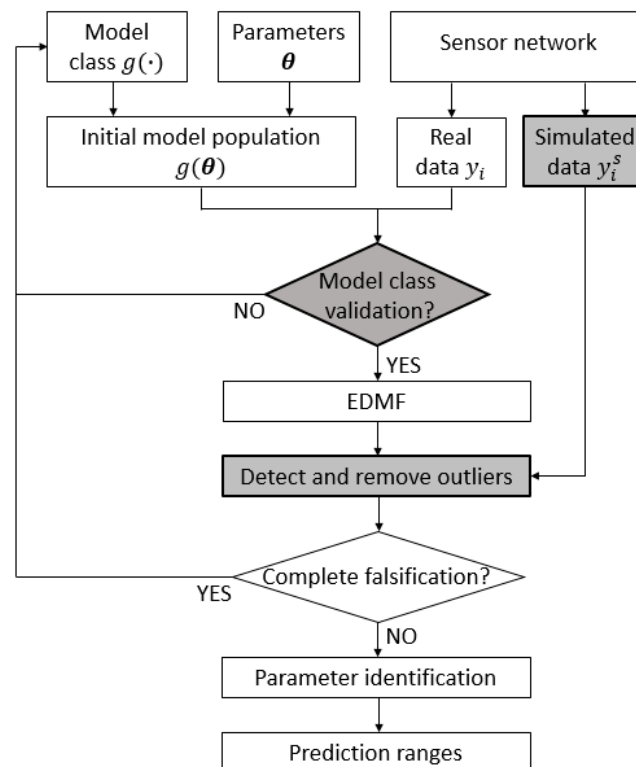 Model
class g(·)
Parameters
θ
Sensor network
Initial model population
g(θ)
Real
data yᵢ
Simulated
data yᵢˢ
Model class
validation?
NO
YES
EDMF
Detect and remove outliers
Complete falsification?
YES
NO
Parameter identification
Prediction ranges